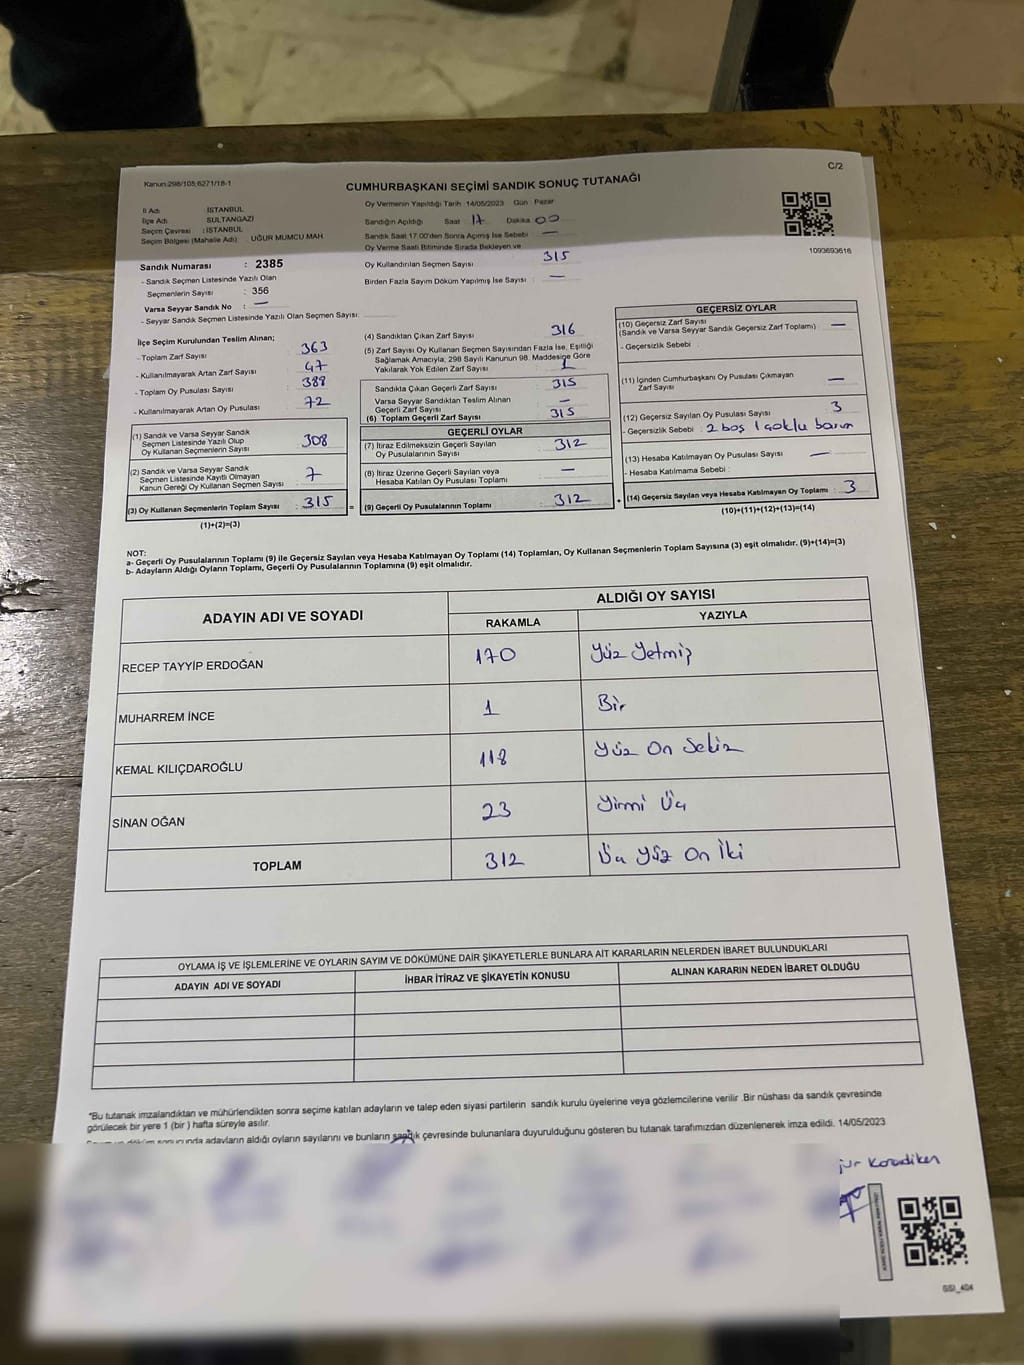 C/2
Kanun:298/105;6271/18-1
CUMHURBAŞKANI SEÇİMİ SANDIK SONUÇ TUTANAĞI
İl Adı : İSTANBUL
İlçe Adı : SULTANGAZİ
Seçim Çevresi : İSTANBUL
Seçim Bölgesi (Mahalle Adı) : UĞUR MUMCU MAH.
Sandık Numarası : 2385
- Sandık Seçmen Listesinde Yazılı Olan
Seçmenlerin Sayısı : 356
Varsa Seyyar Sandık No : —
- Seyyar Sandık Seçmen Listesinde Yazılı Olan Seçmen Sayısı:
Oy Vermenin Yapıldığı Tarih :14/05/2023 Gün : Pazar
Sandığın Açıldığı Saat 17 Dakika 00
Sandık Saat 17:00'den Sonra Açımış İse Sebebi : —
Oy Verme Saati Bitiminde Sırada Bekleyen ve
Oy Kullandırılan Seçmen Sayısı : 315
Birden Fazla Sayım Döküm Yapılmış İse Sayısı : —
1093693616
İlçe Seçim Kurulundan Teslim Alınan;
- Toplam Zarf Sayısı : 363
- Kullanılmayarak Artan Zarf Sayısı : 47
- Toplam Oy Pusulası Sayısı : 388
- Kullanılmayarak Artan Oy Pusulası : 72
(1) Sandık ve Varsa Seyyar Sandık
Seçmen Listesinde Yazılı Olup
Oy Kullanan Seçmenlerin Sayısı : 308
(2) Sandık ve Varsa Seyyar Sandık
Seçmen Listesinde Kayıtlı Olmayan
Kanun Gereği Oy Kullanan Seçmen Sayısı : 7
(3) Oy Kullanan Seçmenlerin Toplam Sayısı : 315 =
(1)+(2)=(3)
(4) Sandıktan Çıkan Zarf Sayısı : 316
(5) Zarf Sayısı Oy Kullanan Seçmen Sayısından Fazla İse, Eşitliği
Sağlamak Amacıyla; 298 Sayılı Kanunun 98. Maddesine Göre
Yakılarak Yok Edilen Zarf Sayısı : 1
Sandıkta Çıkan Geçerli Zarf Sayısı : 315
Varsa Seyyar Sandıktan Teslim Alınan
Geçerli Zarf Sayısı : —
(6) Toplam Geçerli Zarf Sayısı : 315
GEÇERLİ OYLAR
(7) İtiraz Edilmeksizin Geçerli Sayılan
Oy Pusulalarının Sayısı : 312
(8) İtiraz Üzerine Geçerli Sayılan veya
Hesaba Katılan Oy Pusulası Toplamı : —
(9) Geçerli Oy Pusulalarının Toplamı : 312 +
GEÇERSİZ OYLAR
(10) Geçersiz Zarf Sayısı
(Sandık ve Varsa Seyyar Sandık Geçersiz Zarf Toplamı) : —
- Geçersizlik Sebebi :
(11) İçinden Cumhurbaşkanı Oy Pusulası Çıkmayan
Zarf Sayısı : —
(12) Geçersiz Sayılan Oy Pusulası Sayısı : 3
- Geçersizlik Sebebi : 2 boş 1 çoklu
(13) Hesaba Katılmayan Oy Pusulası Sayısı : —
- Hesaba Katılmama Sebebi :
(14) Geçersiz Sayılan veya Hesaba Katılmayan Oy Toplamı : 3
(10)+(11)+(12)+(13)=(14)
NOT:
a- Geçerli Oy Pusulalarının Toplamı (9) ile Geçersiz Sayılan veya Hesaba Katılmayan Oy Toplamı (14) Toplamları, Oy Kullanan Seçmenlerin Toplam Sayısına (3) eşit olmalıdır. (9)+(14)=(3)
b- Adayların Aldığı Oyların Toplamı, Geçerli Oy Pusulalarının Toplamına (9) eşit olmalıdır.
ADAYIN ADI VE SOYADI
ALDIĞI OY SAYISI
RAKAMLA YAZIYLA
RECEP TAYYİP ERDOĞAN 170 Yüz Yetmiş
MUHARREM İNCE 1 Bir
KEMAL KILIÇDAROĞLU 118 Yüz On Sekiz
SİNAN OĞAN 23 Yirmi Üç
TOPLAM 312 Üç Yüz On İki
OYLAMA İŞ VE İŞLEMLERİNE VE OYLARIN SAYIM VE DÖKÜMÜNE DAİR ŞİKAYETLERLE BUNLARA AİT KARARLARIN NELERDEN İBARET BULUNDUKLARI
ADAYIN ADI VE SOYADI İHBAR İTİRAZ VE ŞİKAYETİN KONUSU ALINAN KARARIN NEDEN İBARET OLDUĞU
*Bu tutanak imzalandıktan ve mühürlendikten sonra seçime katılan adayların ve talep eden siyasi partilerin sandık kurulu üyelerine veya gözlemcilerine verilir .Bir nüshası da sandık çevresinde
görülecek bir yere 1 (bir ) hafta süreyle asılır.
adayların aldığı oyların sayılarını ve bunların sandık çevresinde bulunanlara duyurulduğunu gösteren bu tutanak tarafımızdan düzenlenerek imza edildi. 14/05/2023
GSI_404